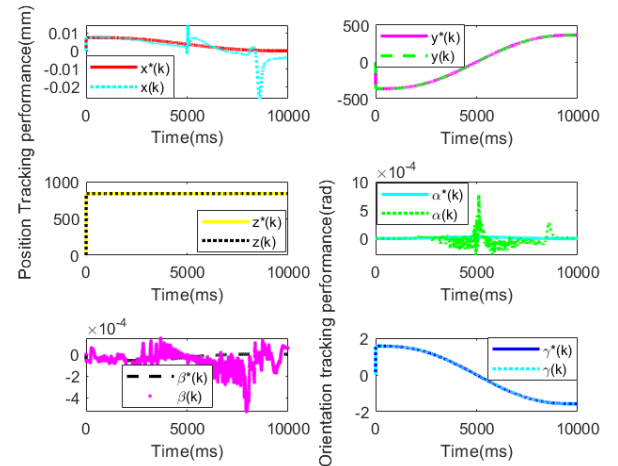 Position Tracking performance(mm)
0.01
0
-0.01
-0.02
x*(k)
x(k)
0 5000 10000
Time(ms)
500
0
-500
y*(k)
y(k)
0 5000 10000
Time(ms)
1000
500
0
z*(k)
z(k)
0 5000 10000
Time(ms)
Orientation tracking performance(rad)
×10⁻⁴
10
5
0
α*(k)
α(k)
0 5000 10000
Time(ms)
×10⁻⁴
0
-2
-4
β*(k)
β(k)
0 5000 10000
Time(ms)
2
0
-2
γ*(k)
γ(k)
0 5000 10000
Time(ms)